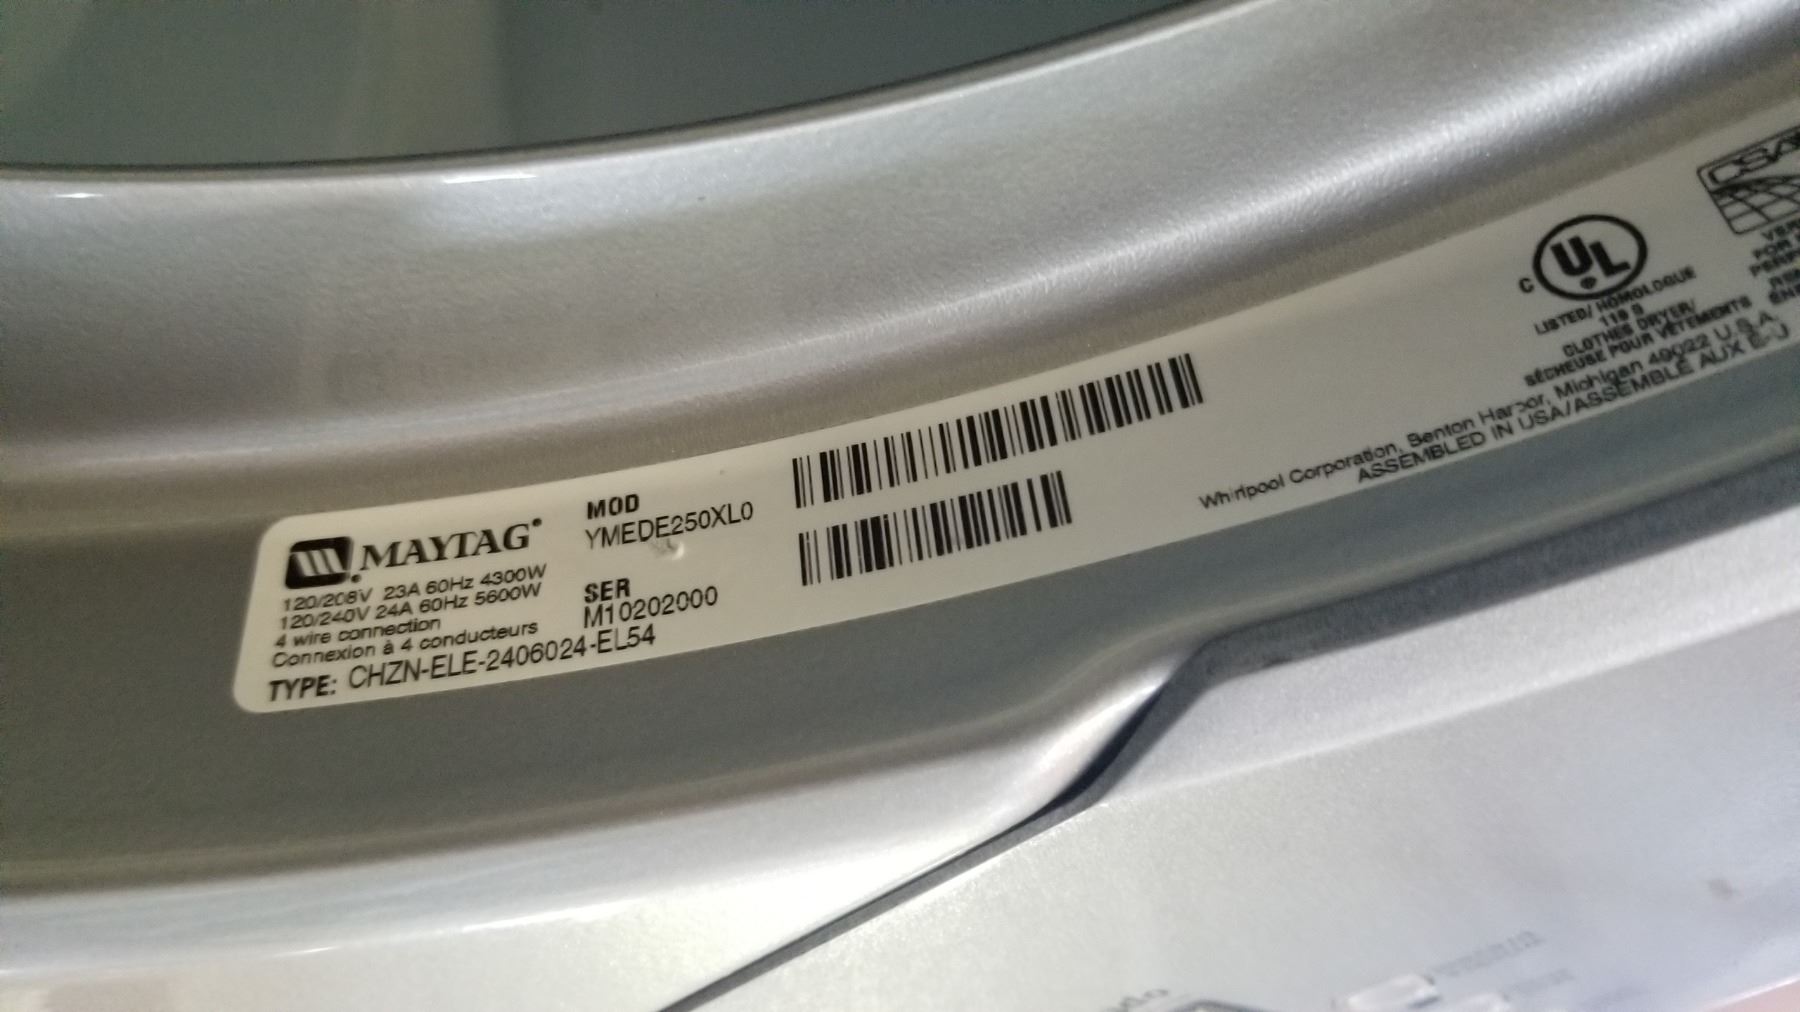 MAYTAG
120/208V 23A 60Hz 4300W
120/240V 24A 60Hz 5600W
4 wire connection
Connexion à 4 conducteurs
TYPE: CHZN-ELE-2406024-EL54
MOD
YMEDE250XL0
SER
M10202000
C UL
LISTED/HOMOLOGUE
CLOTHES DRYER/
SÉCHEUSE POUR VÊTEMENTS
Whirlpool Corporation, Benton Harbor, Michigan 49022 U.S.A.
ASSEMBLED IN USA/ASSEMBLÉ AUX É-U